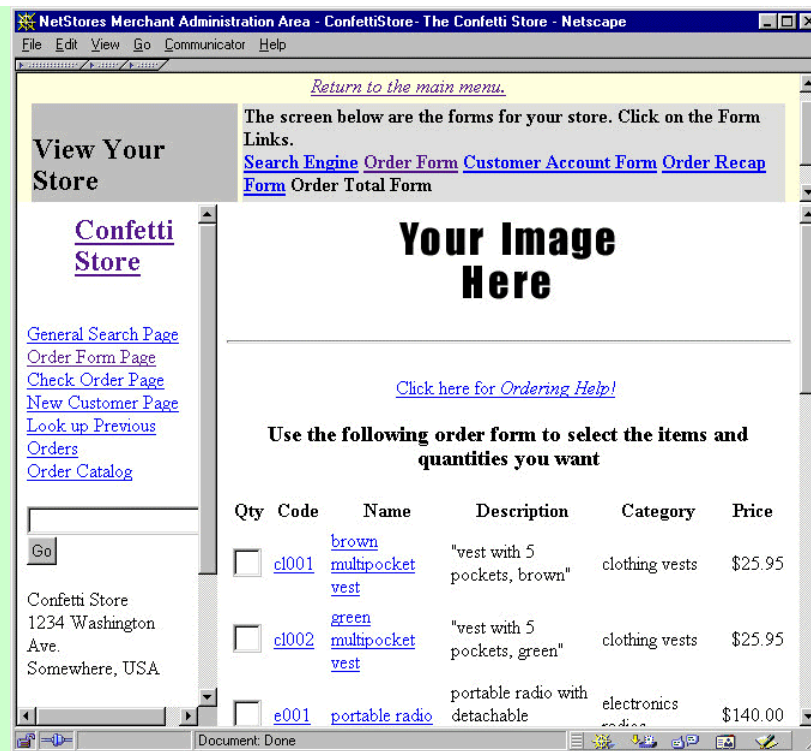 NetStores Merchant Administration Area - ConfettiStore- The Confetti Store - Netscape
File Edit View Go Communicator Help
Return to the main menu.
View Your
Store
The screen below are the forms for your store. Click on the Form
Links.
Search Engine Order Form Customer Account Form Order Recap
Form Order Total Form
Confetti
Store
General Search Page
Order Form Page
Check Order Page
New Customer Page
Look up Previous
Orders
Order Catalog
Go
Confetti Store
1234 Washington
Ave.
Somewhere, USA
Your Image
Here
Click here for Ordering Help!
Use the following order form to select the items and
quantities you want
Qty Code Name Description Category Price
cl001 brown multipocket vest "vest with 5 pockets, brown" clothing vests $25.95
cl002 green multipocket vest "vest with 5 pockets, green" clothing vests $25.95
e001 portable radio portable radio with detachable electronics $140.00
Document: Done